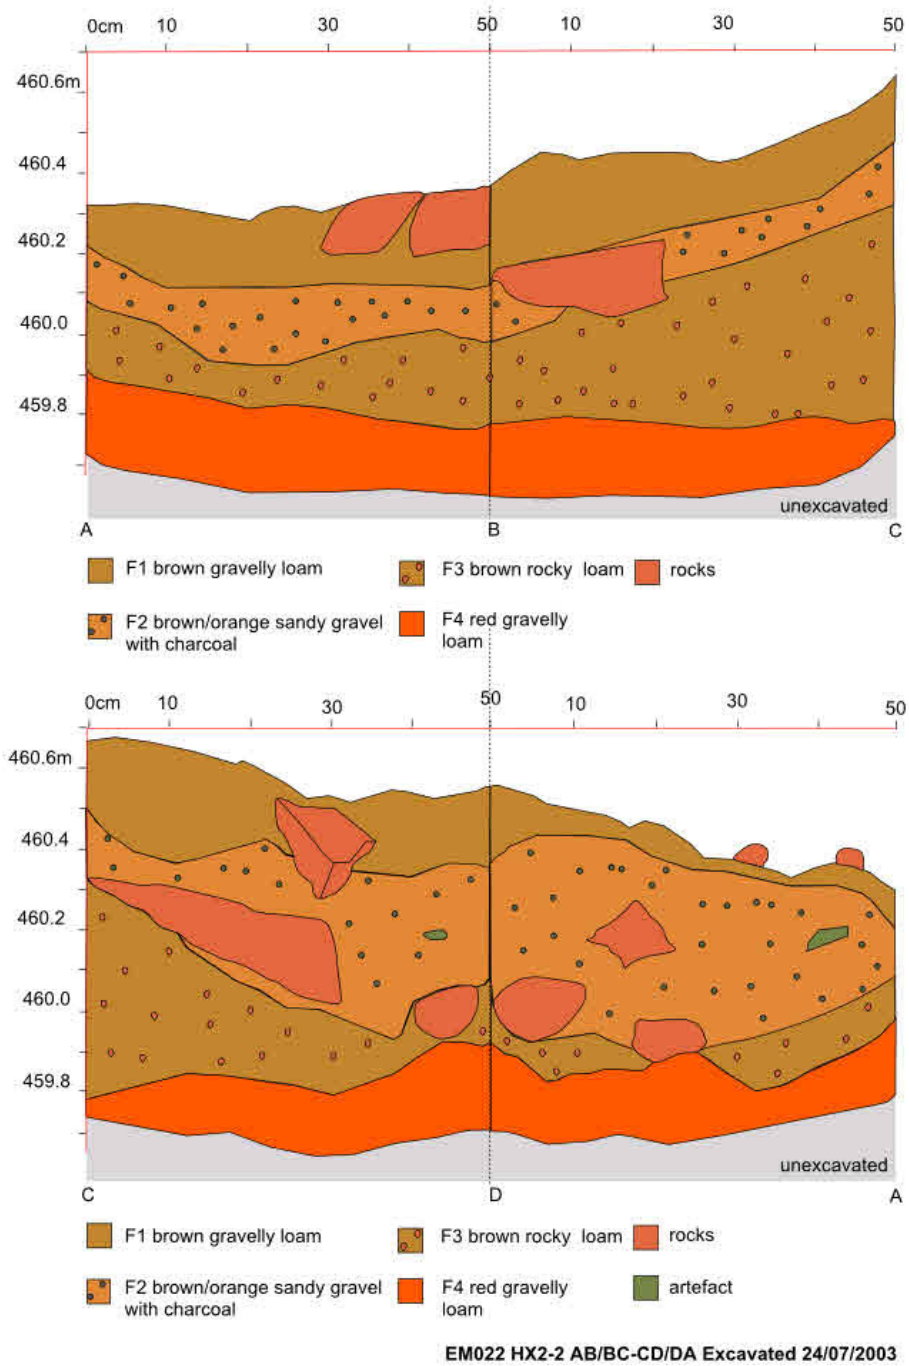 0cm 10 30 50 10 30 50
460.6m
460.4
460.2
460.0
459.8
unexcavated
A B C
F1 brown gravelly loam F3 brown rocky loam rocks
F2 brown/orange sandy gravel F4 red gravelly
with charcoal loam
0cm 10 30 50 10 30 50
460.6m
460.4
460.2
460.0
459.8
unexcavated
C D A
F1 brown gravelly loam F3 brown rocky loam rocks
F2 brown/orange sandy gravel F4 red gravelly artefact
with charcoal loam
EM022 HX2-2 AB/BC-CD/DA Excavated 24/07/2003